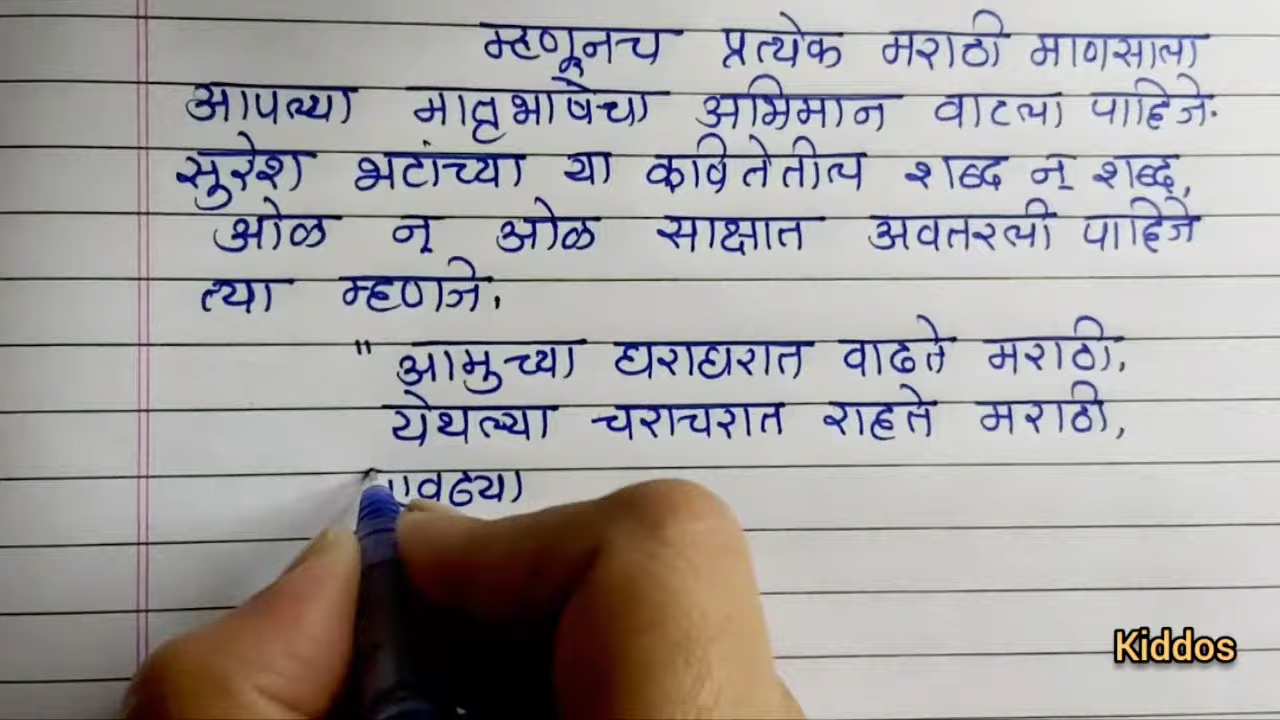 म्हणूनच प्रत्येक मराठी माणसाला
आपल्या मातृभाषेचा अभिमान वाटला पाहिजे.
सुरेश भटांच्या या कवितेतील शब्द न् शब्द,
ओळ न् ओळ साक्षात अवतरली पाहिजे
त्या म्हणजे,
"आमुच्या घराघरात वाढते मराठी,
येथल्या चराचरात राहते मराठी,
एवढ्या
Kiddos